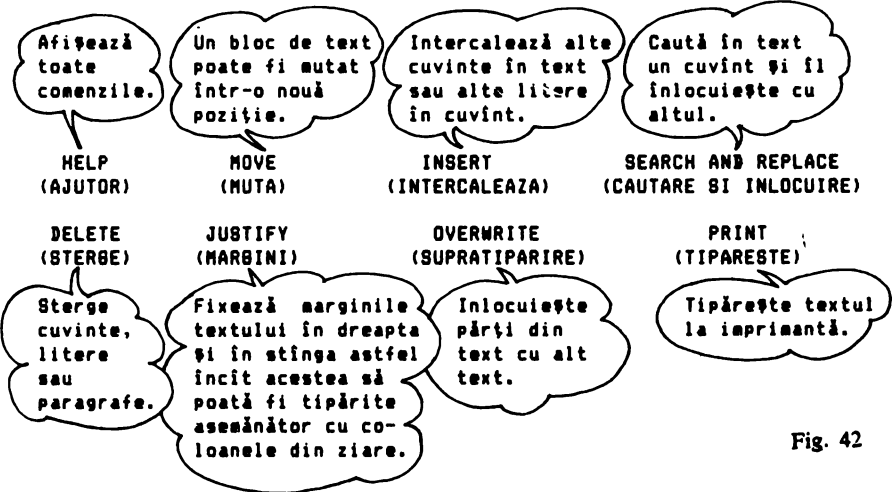 Afişează
toate
comenzile.
Un bloc de text
poate fi mutat
într-o nouă
poziţie.
Intercalează alte
cuvinte în text
sau alte litere
în cuvînt.
Caută în text
un cuvînt şi îl
înlocuieşte cu
altul.
HELP
(AJUTOR)
MOVE
(MUTA)
INSERT
(INTERCALEAZA)
SEARCH AND REPLACE
(CAUTARE SI INLOCUIRE)
DELETE
(STERGE)
JUSTIFY
(MARGINI)
OVERWRITE
(SUPRATIPARIRE)
PRINT
(TIPARESTE)
Sterge
cuvinte,
litere
sau
paragrafe.
Fixează marginile
textului în dreapta
şi în stînga astfel
încît acestea să
poată fi tipărite
asemănător cu co-
loanele din ziare.
Inlocuieşte
părţi din
text cu alt
text.
Tipăreşte textul
la imprimantă.
Fig. 42